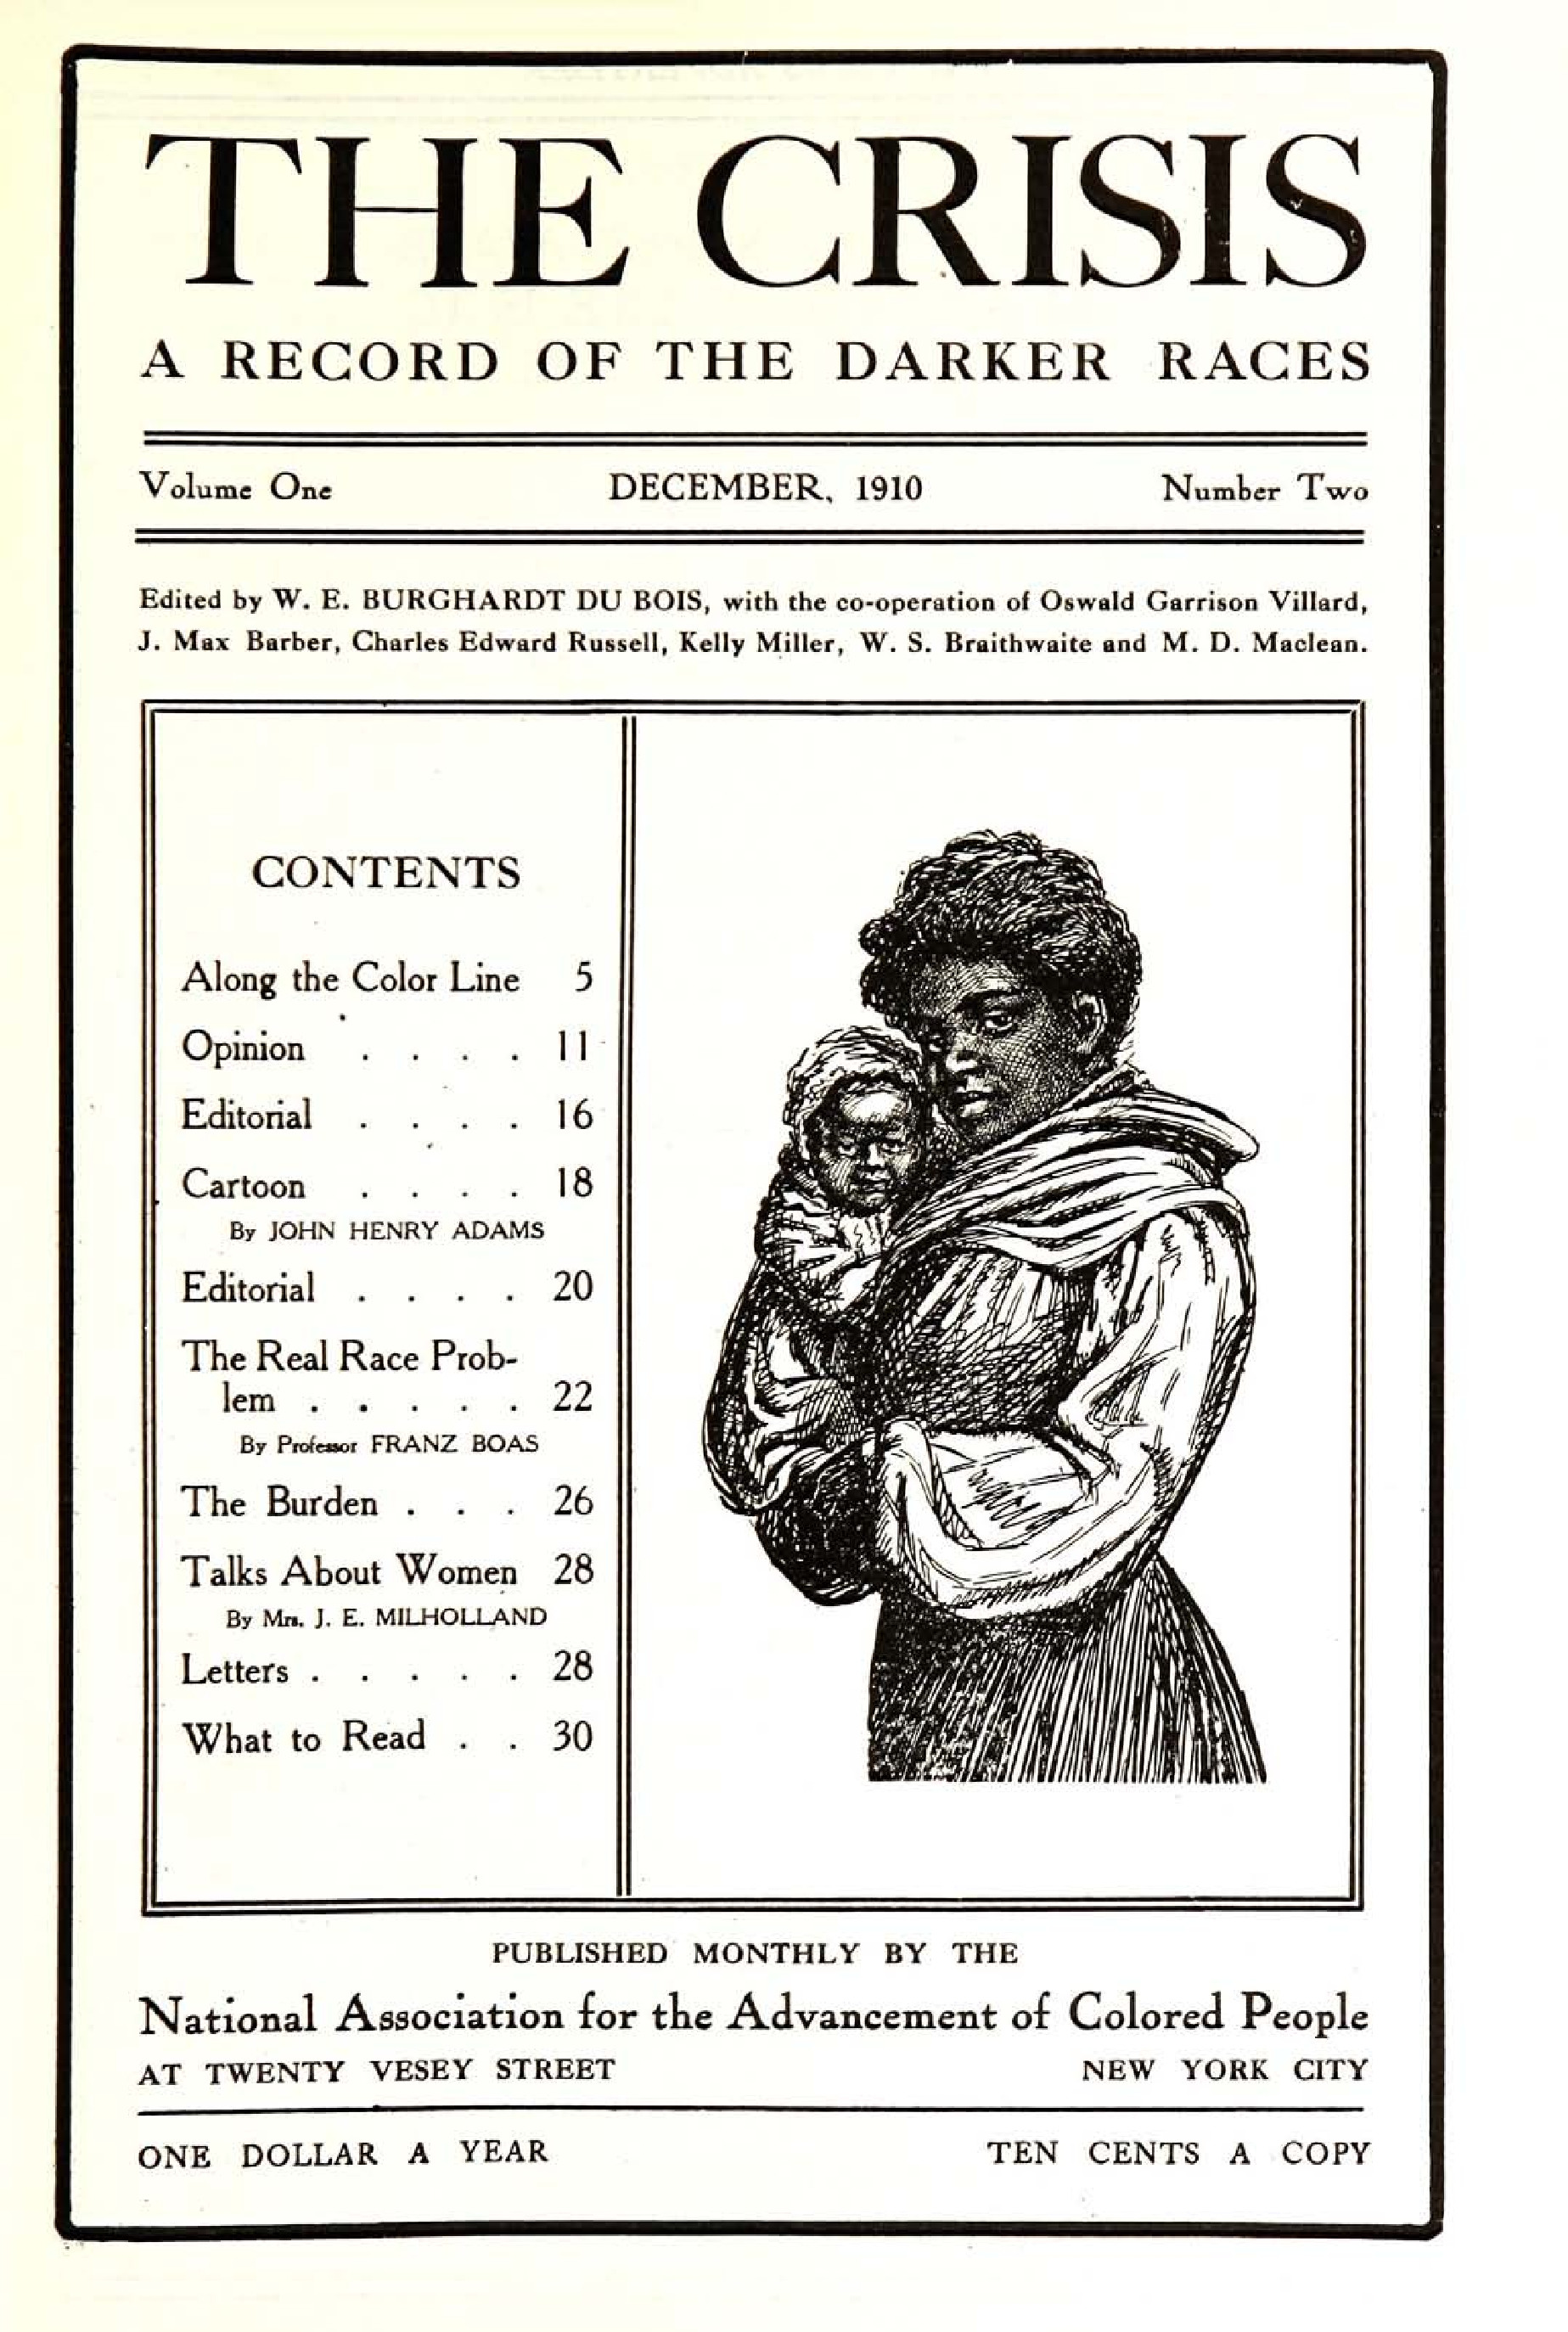 THE CRISIS
A RECORD OF THE DARKER RACES
Volume One DECEMBER, 1910 Number Two
Edited by W. E. BURGHARDT DU BOIS, with the co-operation of Oswald Garrison Villard,
J. Max Barber, Charles Edward Russell, Kelly Miller, W. S. Braithwaite and M. D. Maclean.
CONTENTS
Along the Color Line 5
Opinion . . . . 11
Editorial . . . . 16
Cartoon . . . . 18
By JOHN HENRY ADAMS
Editorial . . . . 20
The Real Race Prob-
lem . . . . . 22
By Professor FRANZ BOAS
The Burden . . . 26
Talks About Women 28
By Mrs. J. E. MILHOLLAND
Letters . . . . . 28
What to Read . . 30
PUBLISHED MONTHLY BY THE
National Association for the Advancement of Colored People
AT TWENTY VESEY STREET NEW YORK CITY
ONE DOLLAR A YEAR TEN CENTS A COPY